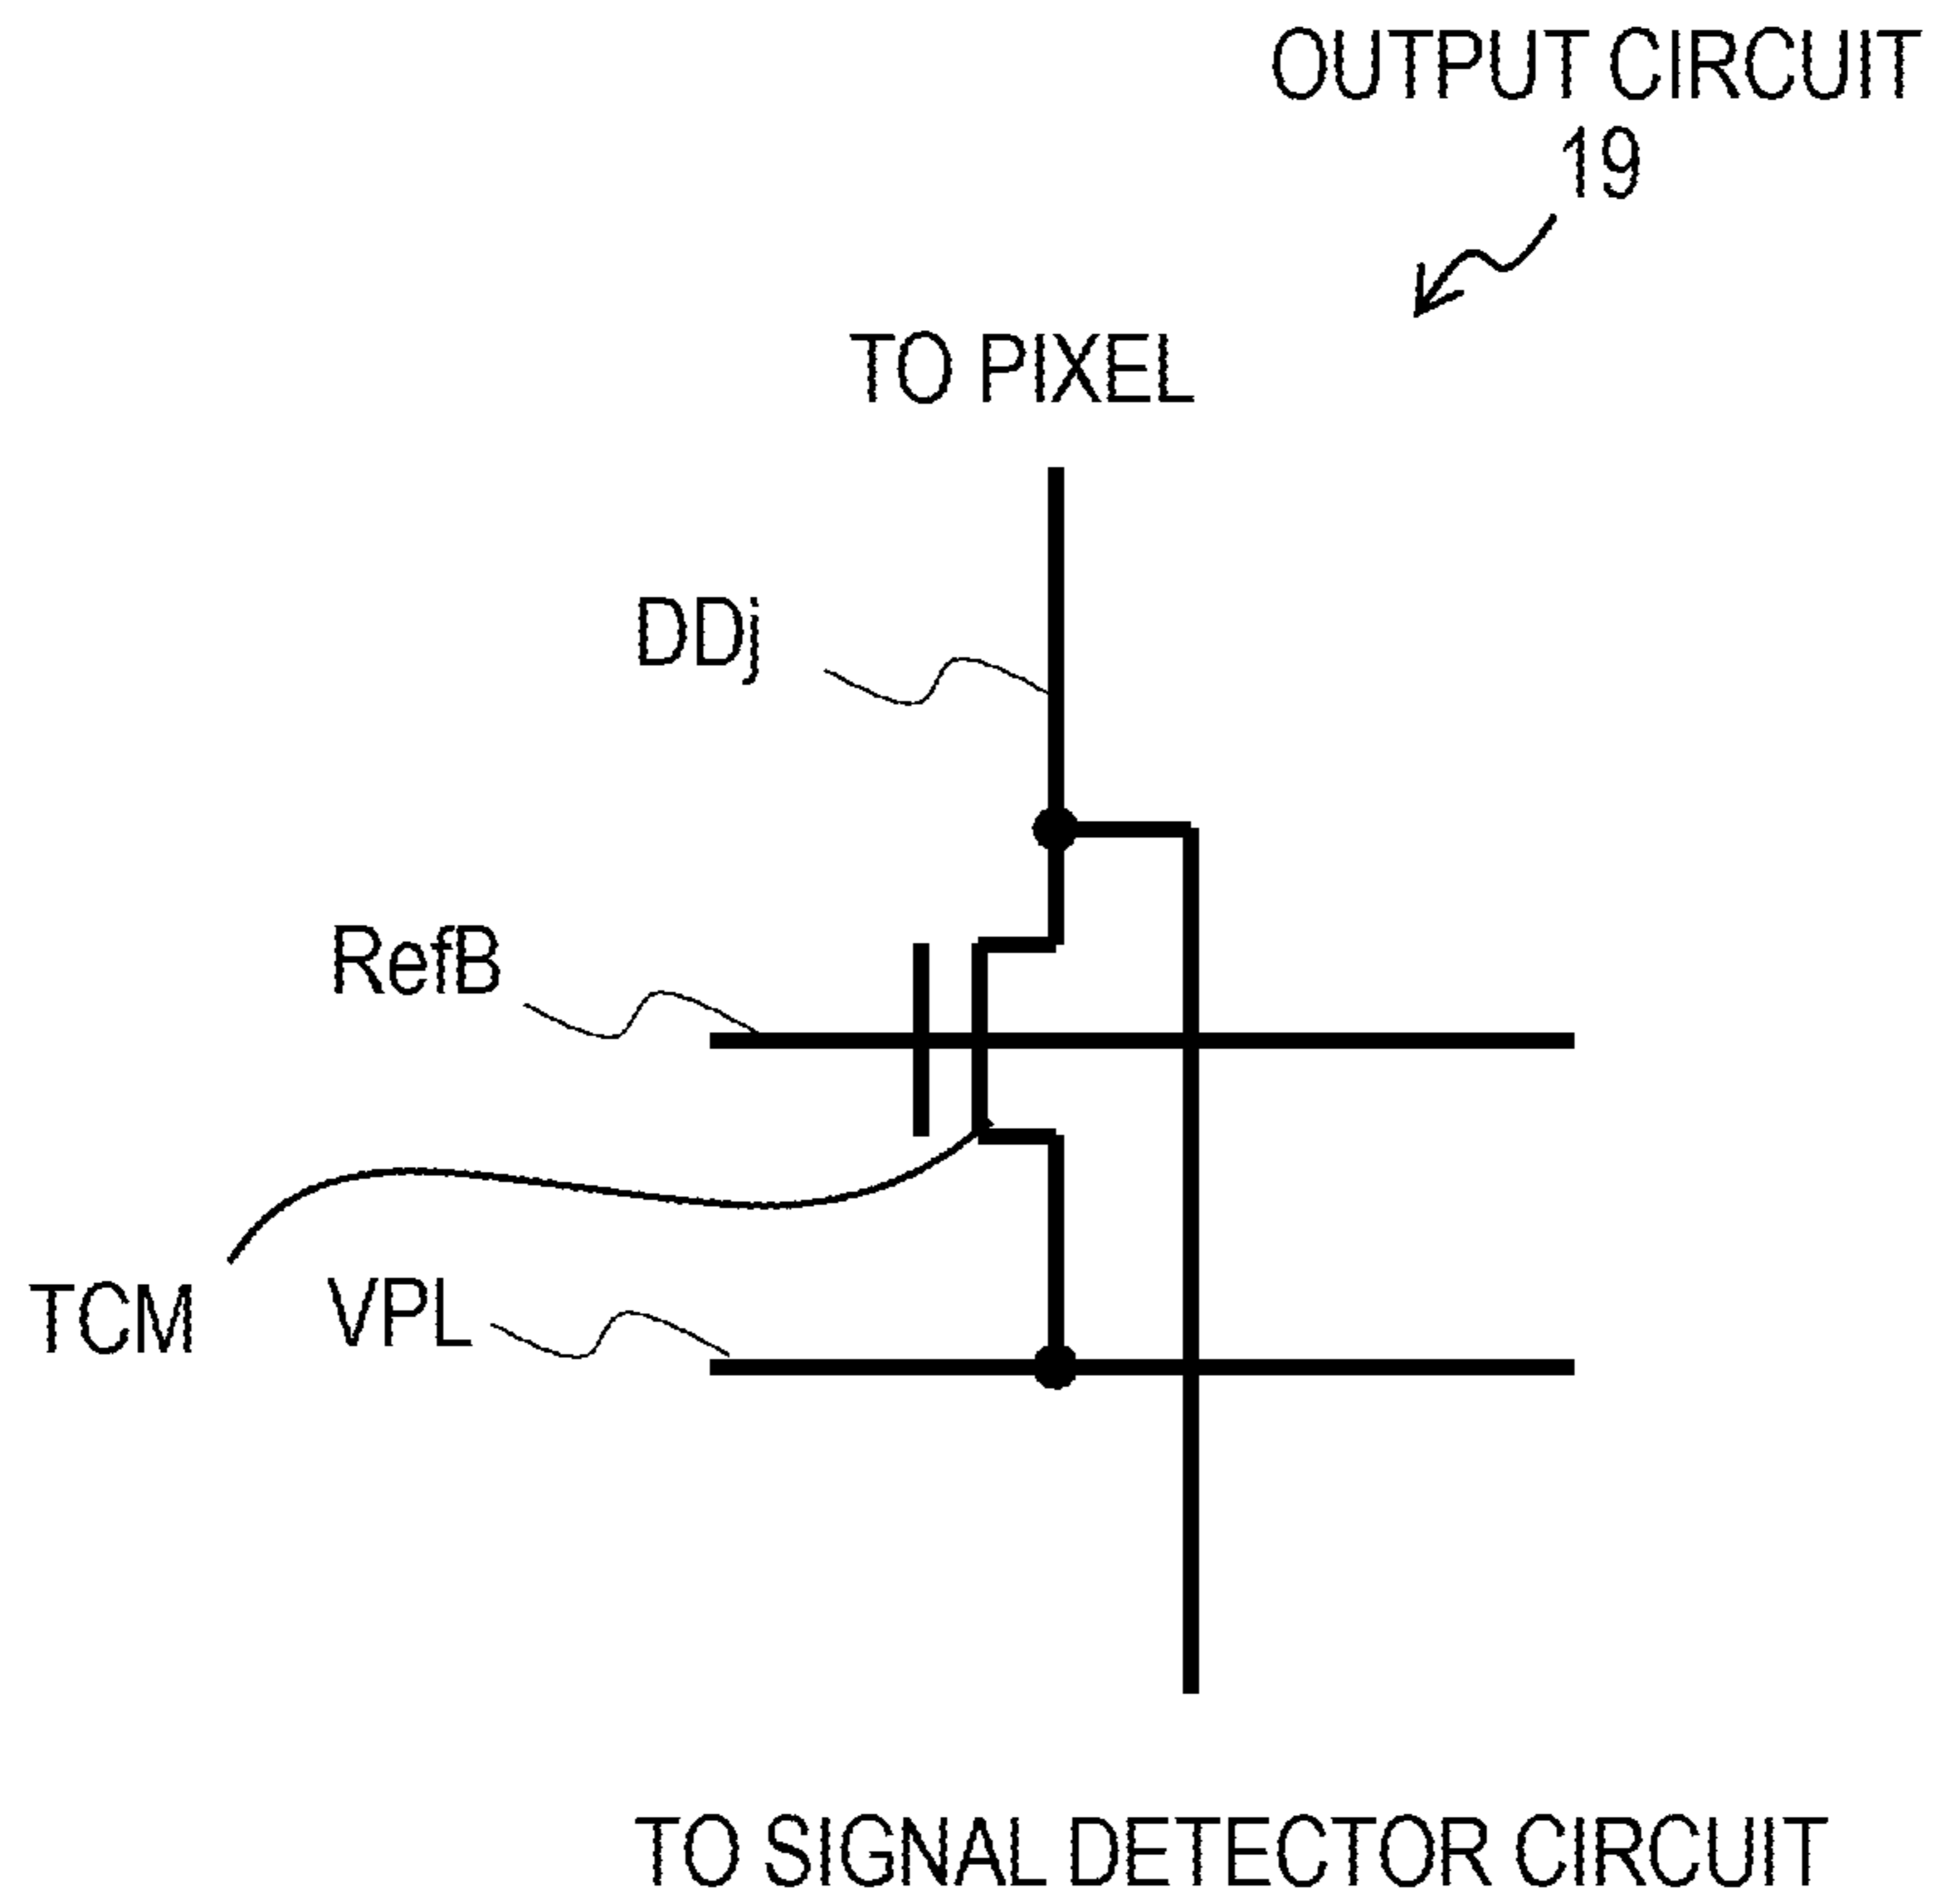 OUTPUT CIRCUIT
19
TO PIXEL
DDj
RefB
TCM
VPL
TO SIGNAL DETECTOR CIRCUIT